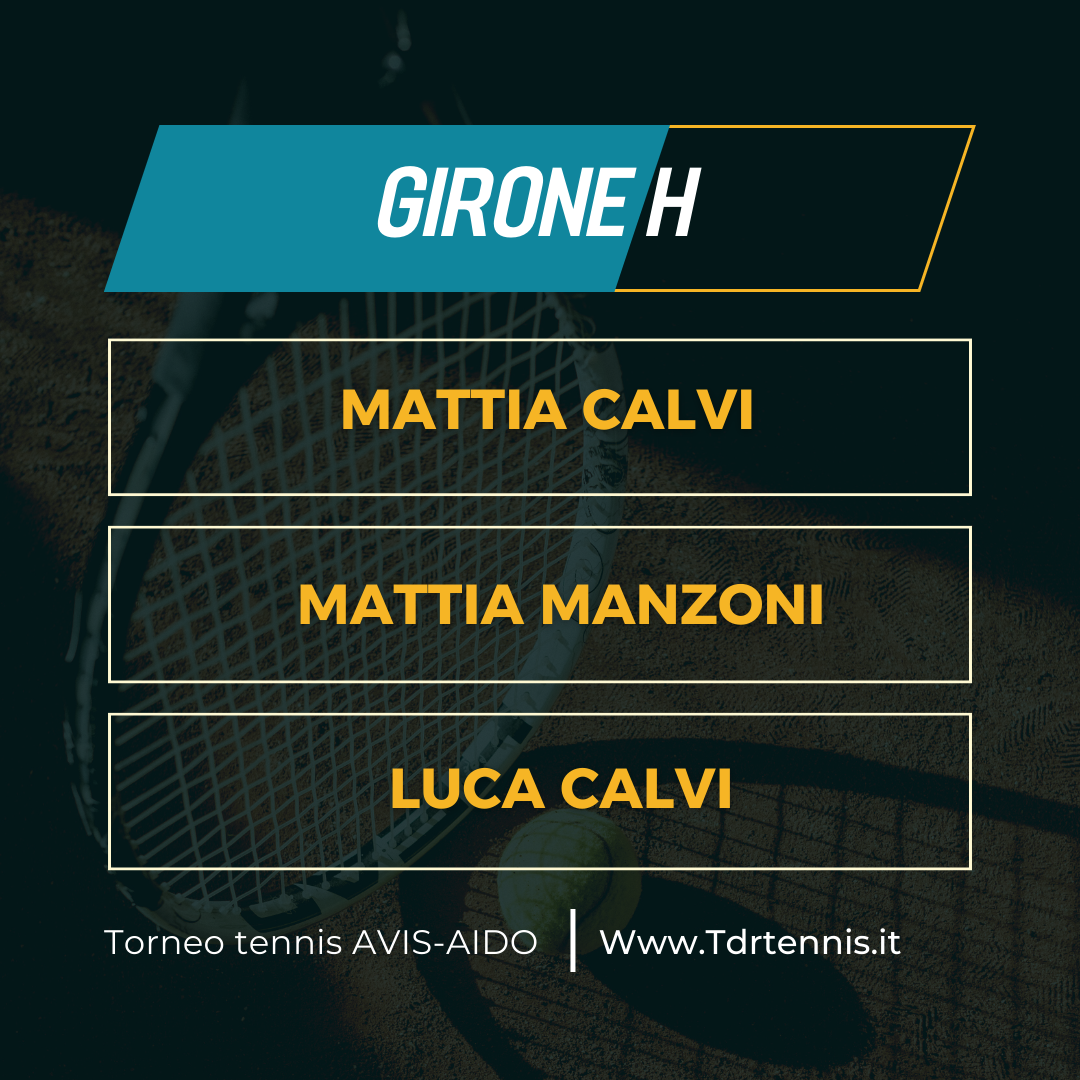 GIRONE H
MATTIA CALVI
MATTIA MANZONI
LUCA CALVI
Torneo tennis AVIS-AIDO | Www.Tdrtennis.it